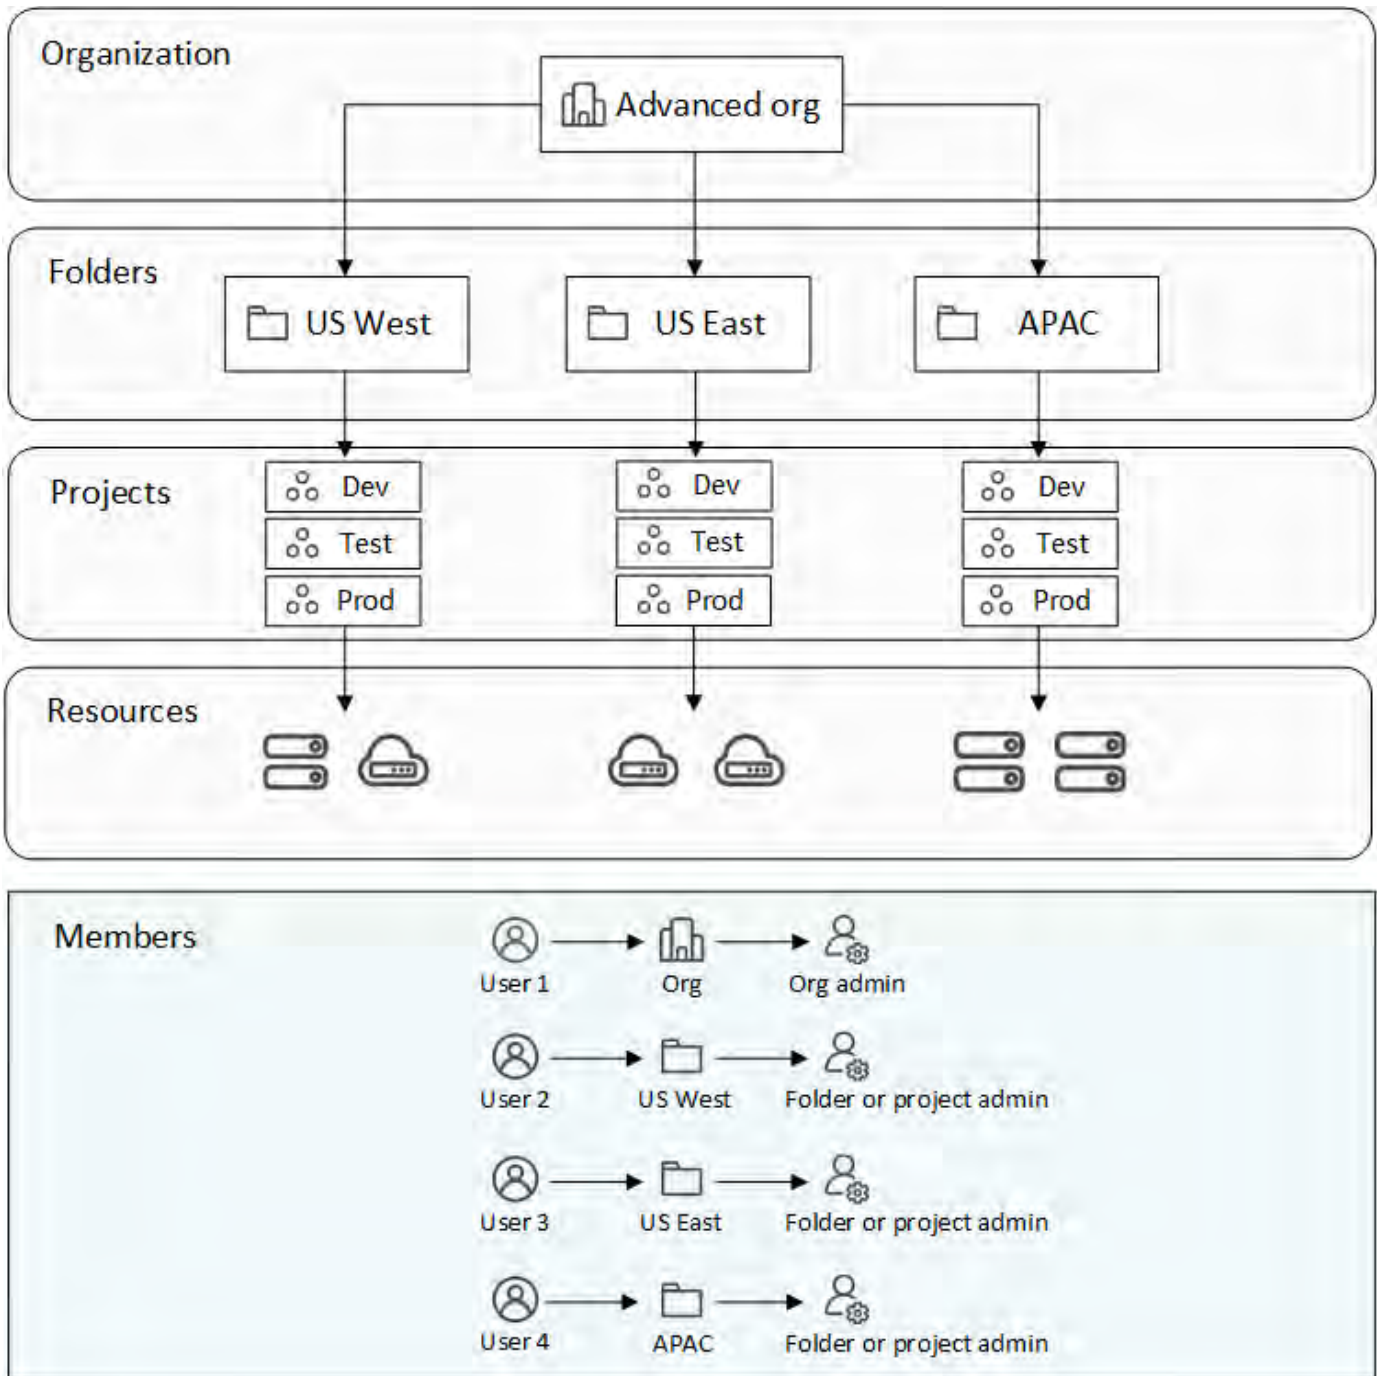 Organization
Advanced org
Folders
US West
US East
APAC
Projects
Dev
Dev
Dev
Test
Test
Test
Prod
Prod
Prod
Resources
Members
User 1
Org
Org admin
User 2
US West
Folder or project admin
User 3
US East
Folder or project admin
User 4
APAC
Folder or project admin